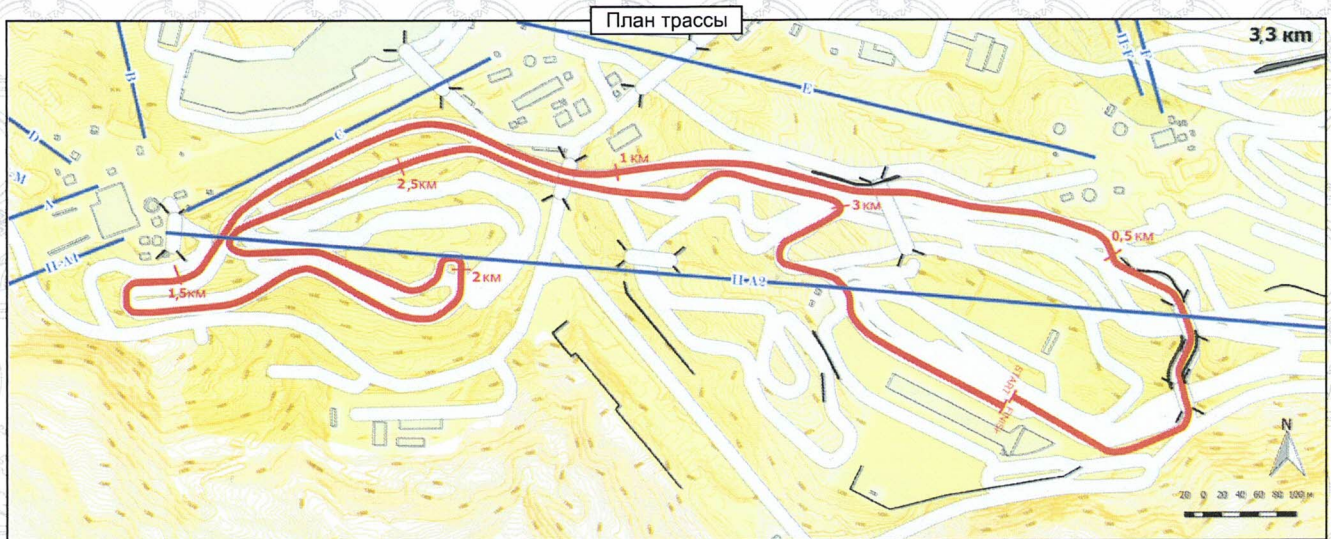 План трассы
3,3 km
B
D
C
E
П-Г
Г
A
1 КМ
2,5КМ
3 КМ
0,5 КМ
1,5КМ
2 КМ
П-А2
START
FINISH
N
20 0 20 40 60 80 100 м